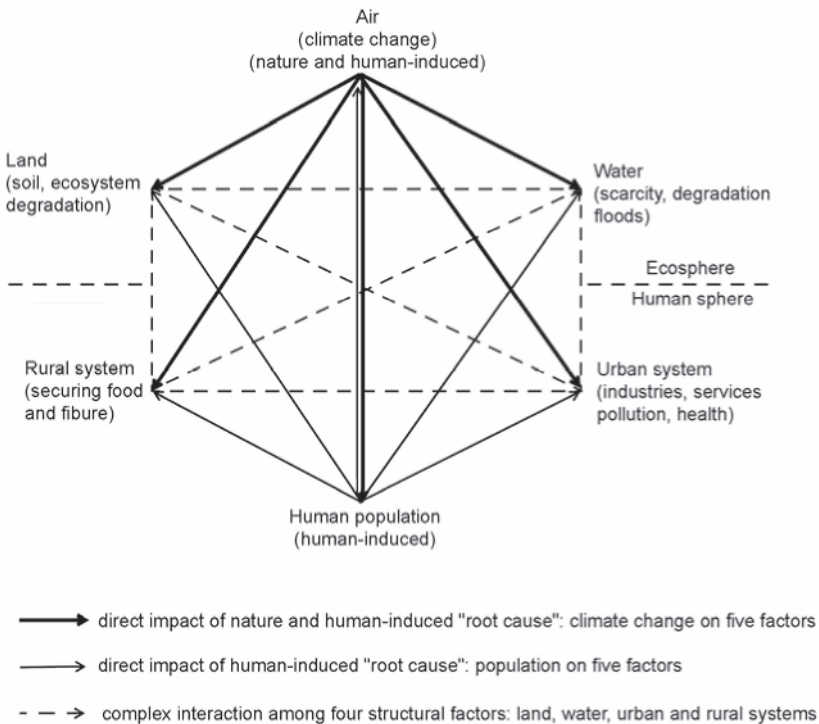 Air
(climate change)
(nature and human-induced)
Land
(soil, ecosystem
degradation)
Water
(scarcity, degradation
floods)
Ecosphere
Human sphere
Rural system
(securing food
and fibure)
Urban system
(industries, services
pollution, health)
Human population
(human-induced)
direct impact of nature and human-induced "root cause": climate change on five factors
direct impact of human-induced "root cause": population on five factors
complex interaction among four structural factors: land, water, urban and rural systems